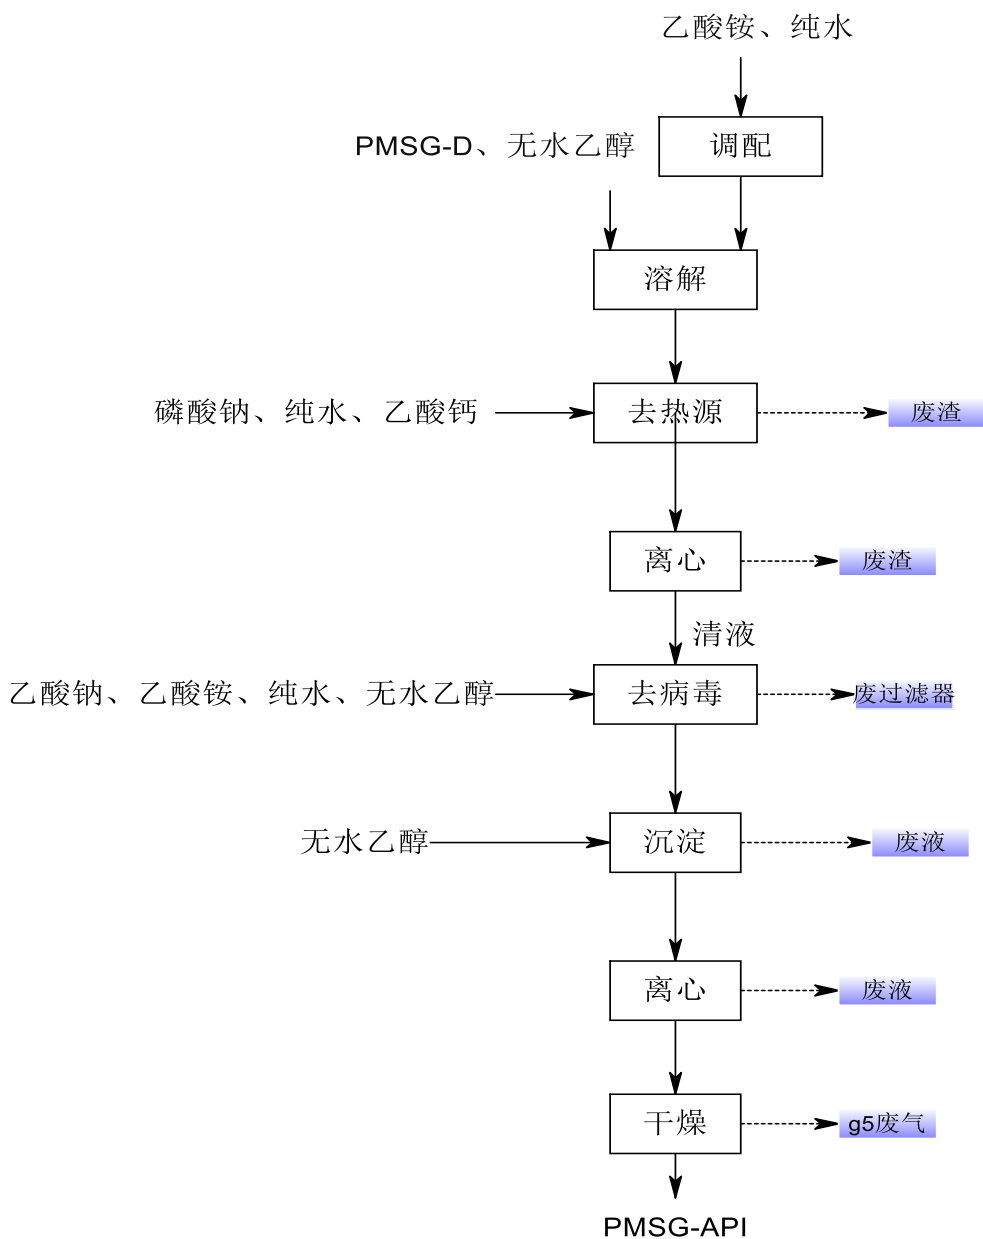 乙酸铵、纯水
PMSG-D、无水乙醇
调配
溶解
磷酸钠、纯水、乙酸钙
去热源
废渣
离心
废渣
清液
乙酸钠、乙酸铵、纯水、无水乙醇
去病毒
废过滤器
无水乙醇
沉淀
废液
离心
废液
干燥
g5废气
PMSG-API